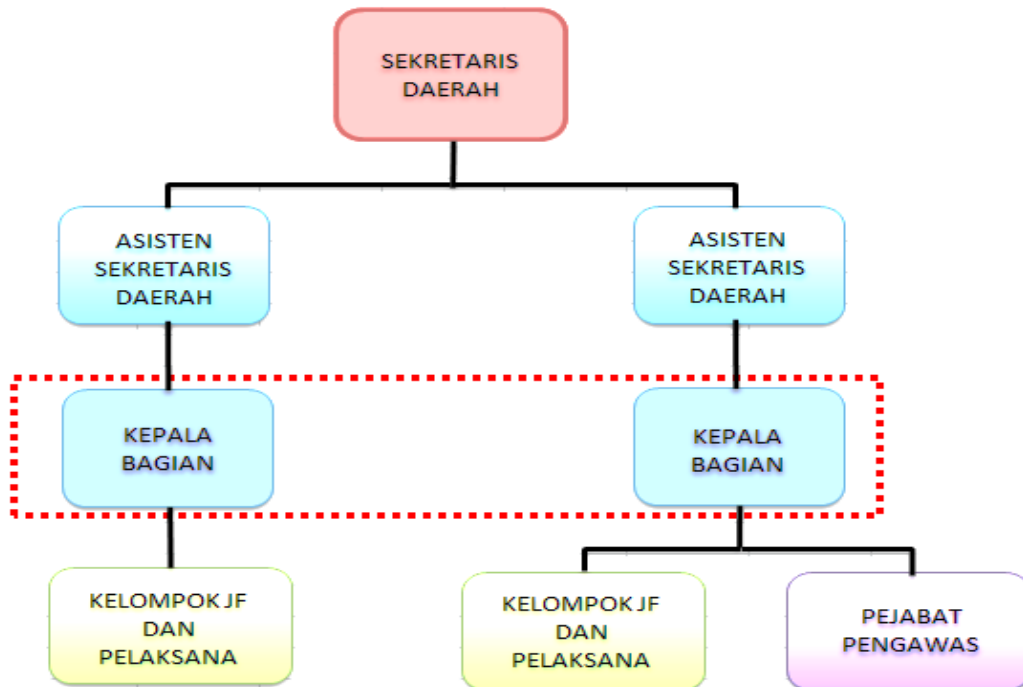 SEKRETARIS
DAERAH
ASISTEN
SEKRETARIS
DAERAH
ASISTEN
SEKRETARIS
DAERAH
KEPALA
BAGIAN
KEPALA
BAGIAN
KELOMPOK JF
DAN
PELAKSANA
KELOMPOK JF
DAN
PELAKSANA
PEJABAT
PENGAWAS